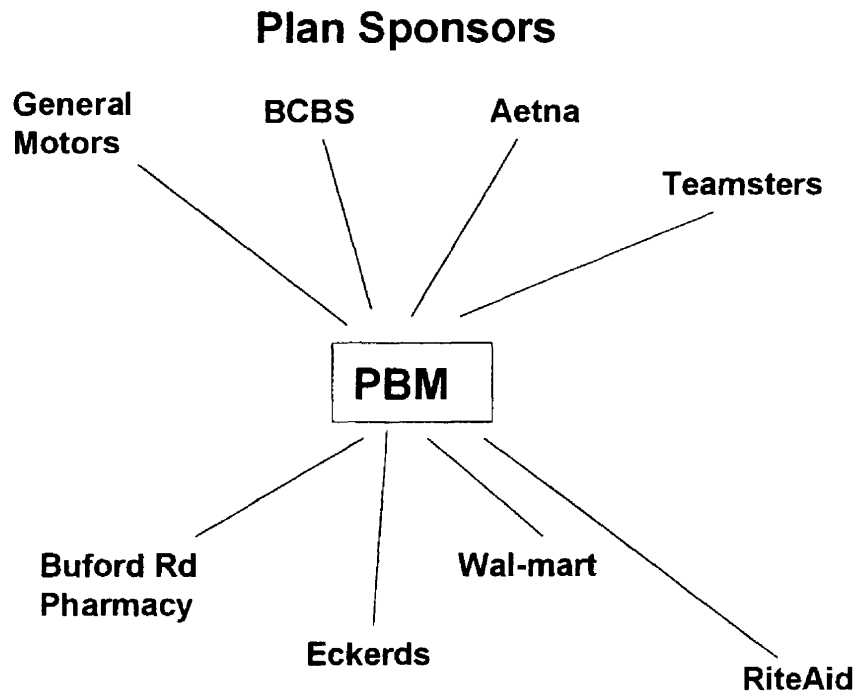 Plan Sponsors
General
Motors
BCBS
Aetna
Teamsters
PBM
Buford Rd
Pharmacy
Wal-mart
Eckerds
RiteAid